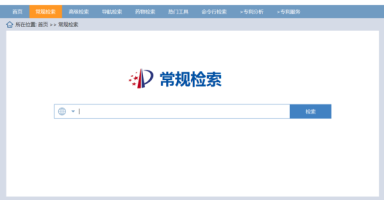 首页 常规检索 高级检索 导航检索 药物检索 热门工具 命令行检索 专利分析 专利服务
所在位置: 首页 >> 常规检索
常规检索
检索